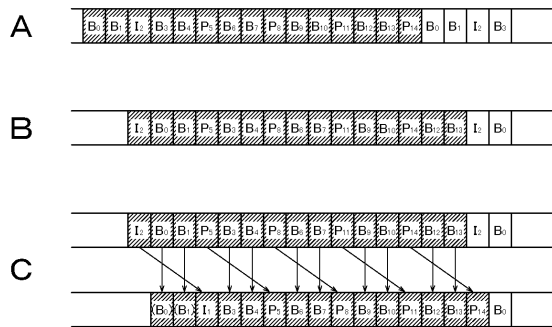 A B₀ B₁ I₂ B₃ B₄ P₅ B₆ B₇ P₈ B₉ B₁₀ P₁₁ B₁₂ B₁₃ P₁₄ B₀ B₁ I₂ B₃
B I₂ B₀ B₁ P₅ B₃ B₄ P₈ B₆ B₇ P₁₁ B₉ B₁₀ P₁₄ B₁₂ B₁₃ I₂ B₀
I₂ B₀ B₁ P₅ B₃ B₄ P₈ B₆ B₇ P₁₁ B₉ B₁₀ P₁₄ B₁₂ B₁₃ I₂ B₀
C
(B₀) (B₁) I₁ B₃ B₄ P₅ B₆ B₇ P₈ B₉ B₁₀ P₁₁ B₁₂ B₁₃ P₁₄ B₀